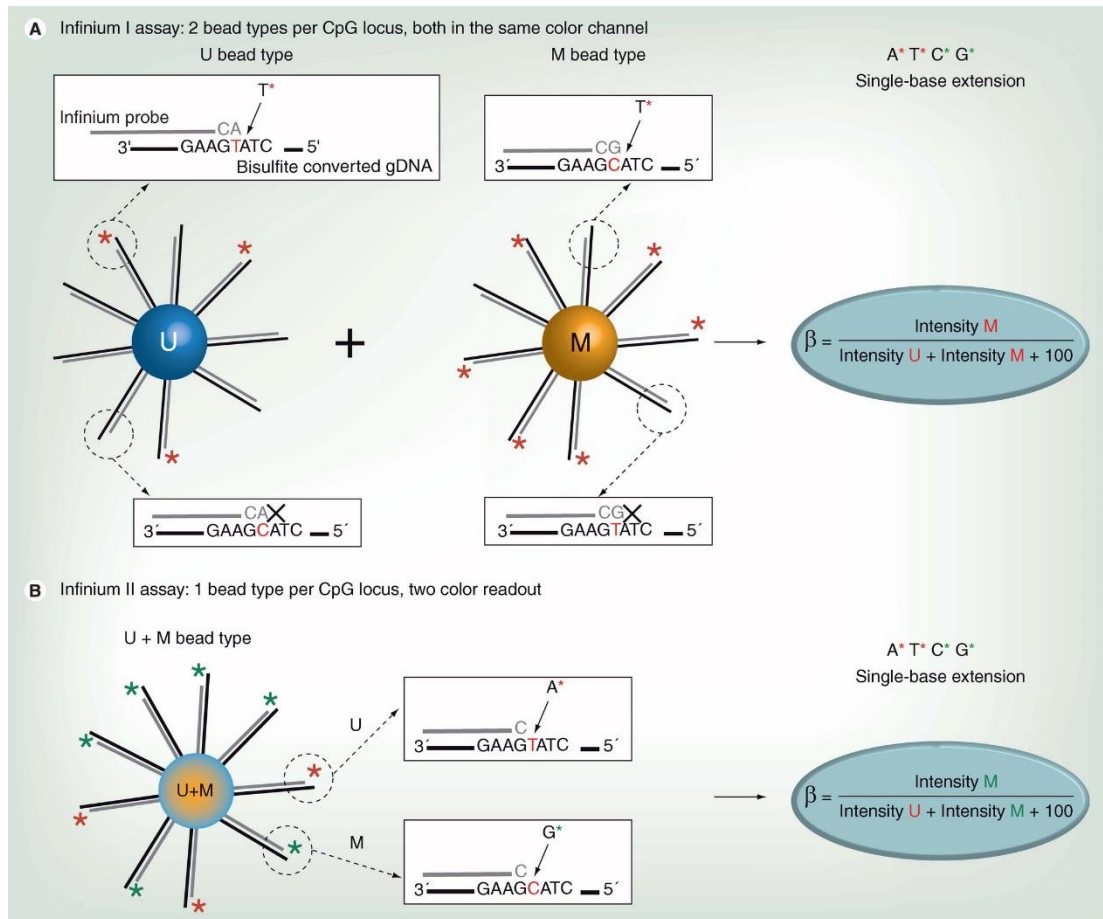 A Infinium I assay: 2 bead types per CpG locus, both in the same color channel
U bead type
M bead type
A* T* C* G*
Single-base extension
T*
Infinium probe
CA
3' GAAGTATC 5'
Bisulfite converted gDNA
T*
CG
3´ GAAGCATC 5´
* *
U
*
+
* * * * * * *
M
β = Intensity M
Intensity U + Intensity M + 100
CA
3´ GAAGCATC 5´
CG
3´ GAAGTATC 5´
B Infinium II assay: 1 bead type per CpG locus, two color readout
U + M bead type
A* T* C* G*
Single-base extension
* * * * * * * * * *
U+M
U
A*
C
3´ GAAGTATC 5´
M
G*
C
3´ GAAGCATC 5´
β = Intensity M
Intensity U + Intensity M + 100